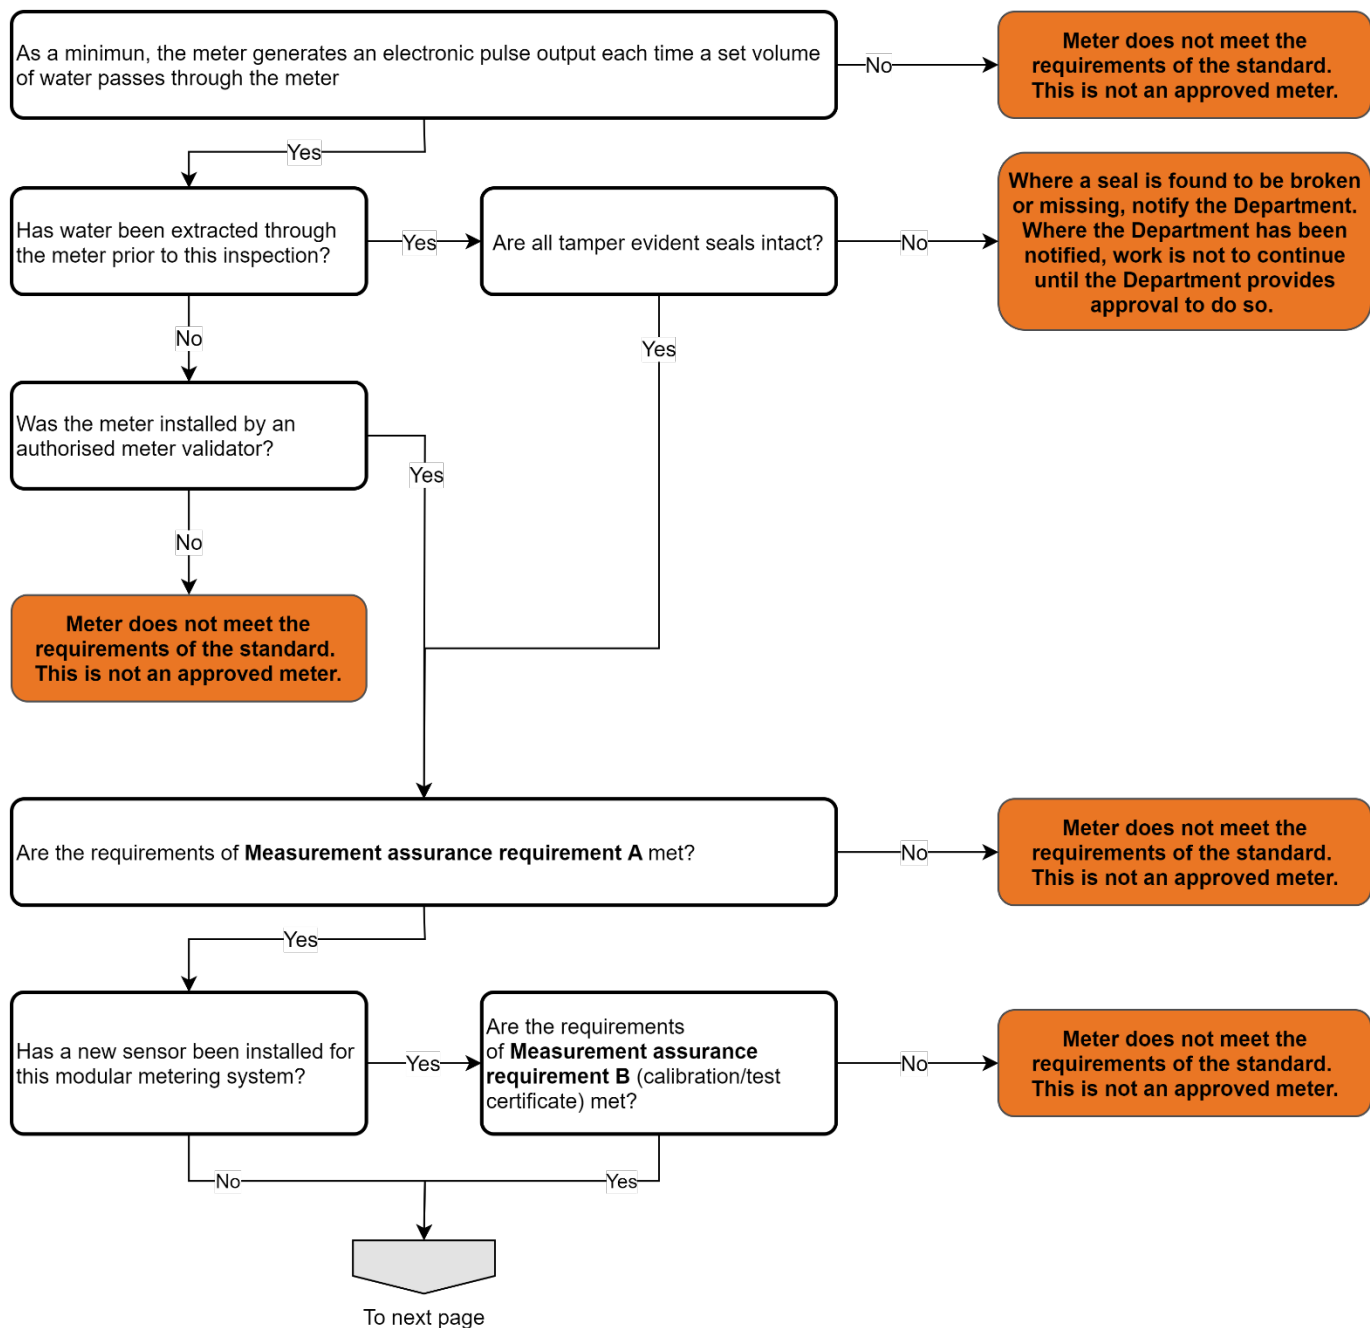 As a minimun, the meter generates an electronic pulse output each time a set volume
of water passes through the meter
No
Meter does not meet the
requirements of the standard.
This is not an approved meter.
Yes
Has water been extracted through
the meter prior to this inspection?
Yes
Are all tamper evident seals intact?
No
Where a seal is found to be broken
or missing, notify the Department.
Where the Department has been
notified, work is not to continue
until the Department provides
approval to do so.
No
Yes
Was the meter installed by an
authorised meter validator?
Yes
No
Meter does not meet the
requirements of the standard.
This is not an approved meter.
Are the requirements of Measurement assurance requirement A met?
No
Meter does not meet the
requirements of the standard.
This is not an approved meter.
Yes
Has a new sensor been installed for
this modular metering system?
Yes
Are the requirements
of Measurement assurance
requirement B (calibration/test
certificate) met?
No
Meter does not meet the
requirements of the standard.
This is not an approved meter.
No
Yes
To next page